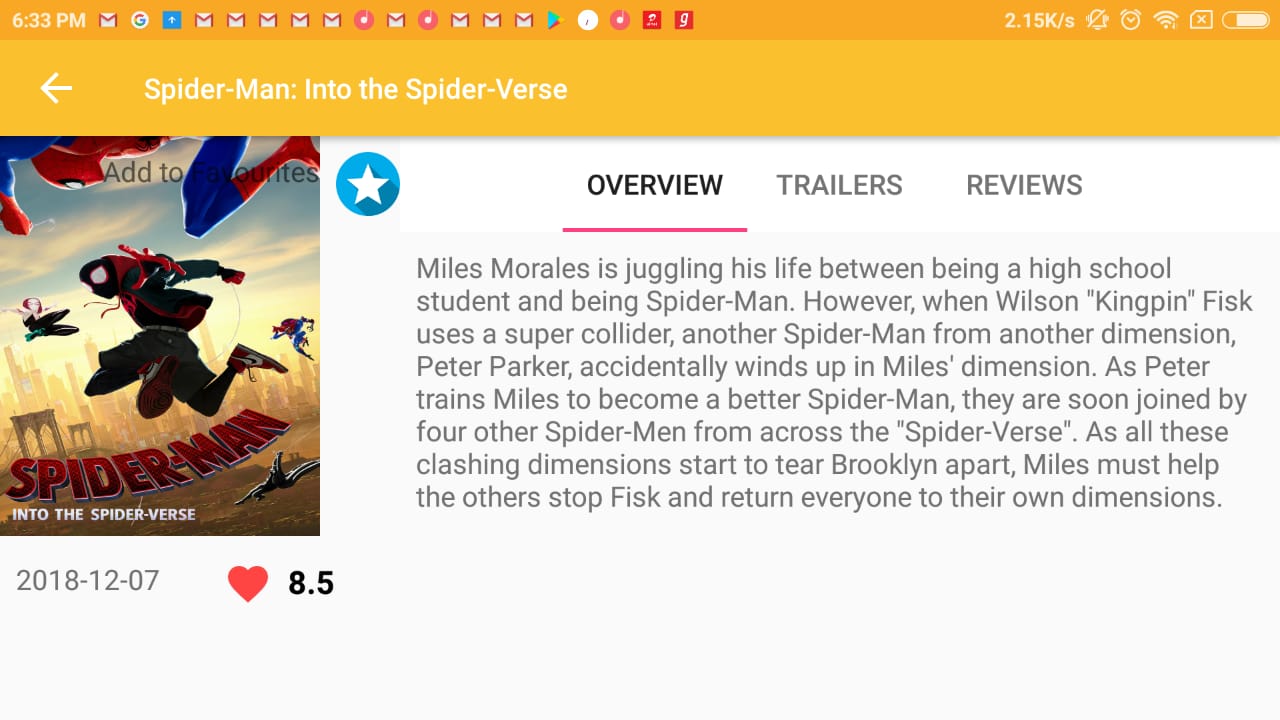 6:33 PM
2.15K/s
Spider-Man: Into the Spider-Verse
Add to Favourites
OVERVIEW TRAILERS REVIEWS
Miles Morales is juggling his life between being a high school
student and being Spider-Man. However, when Wilson "Kingpin" Fisk
uses a super collider, another Spider-Man from another dimension,
Peter Parker, accidentally winds up in Miles' dimension. As Peter
trains Miles to become a better Spider-Man, they are soon joined by
four other Spider-Men from across the "Spider-Verse". As all these
clashing dimensions start to tear Brooklyn apart, Miles must help
the others stop Fisk and return everyone to their own dimensions.
SPIDER-MAN
INTO THE SPIDER-VERSE
2018-12-07
8.5